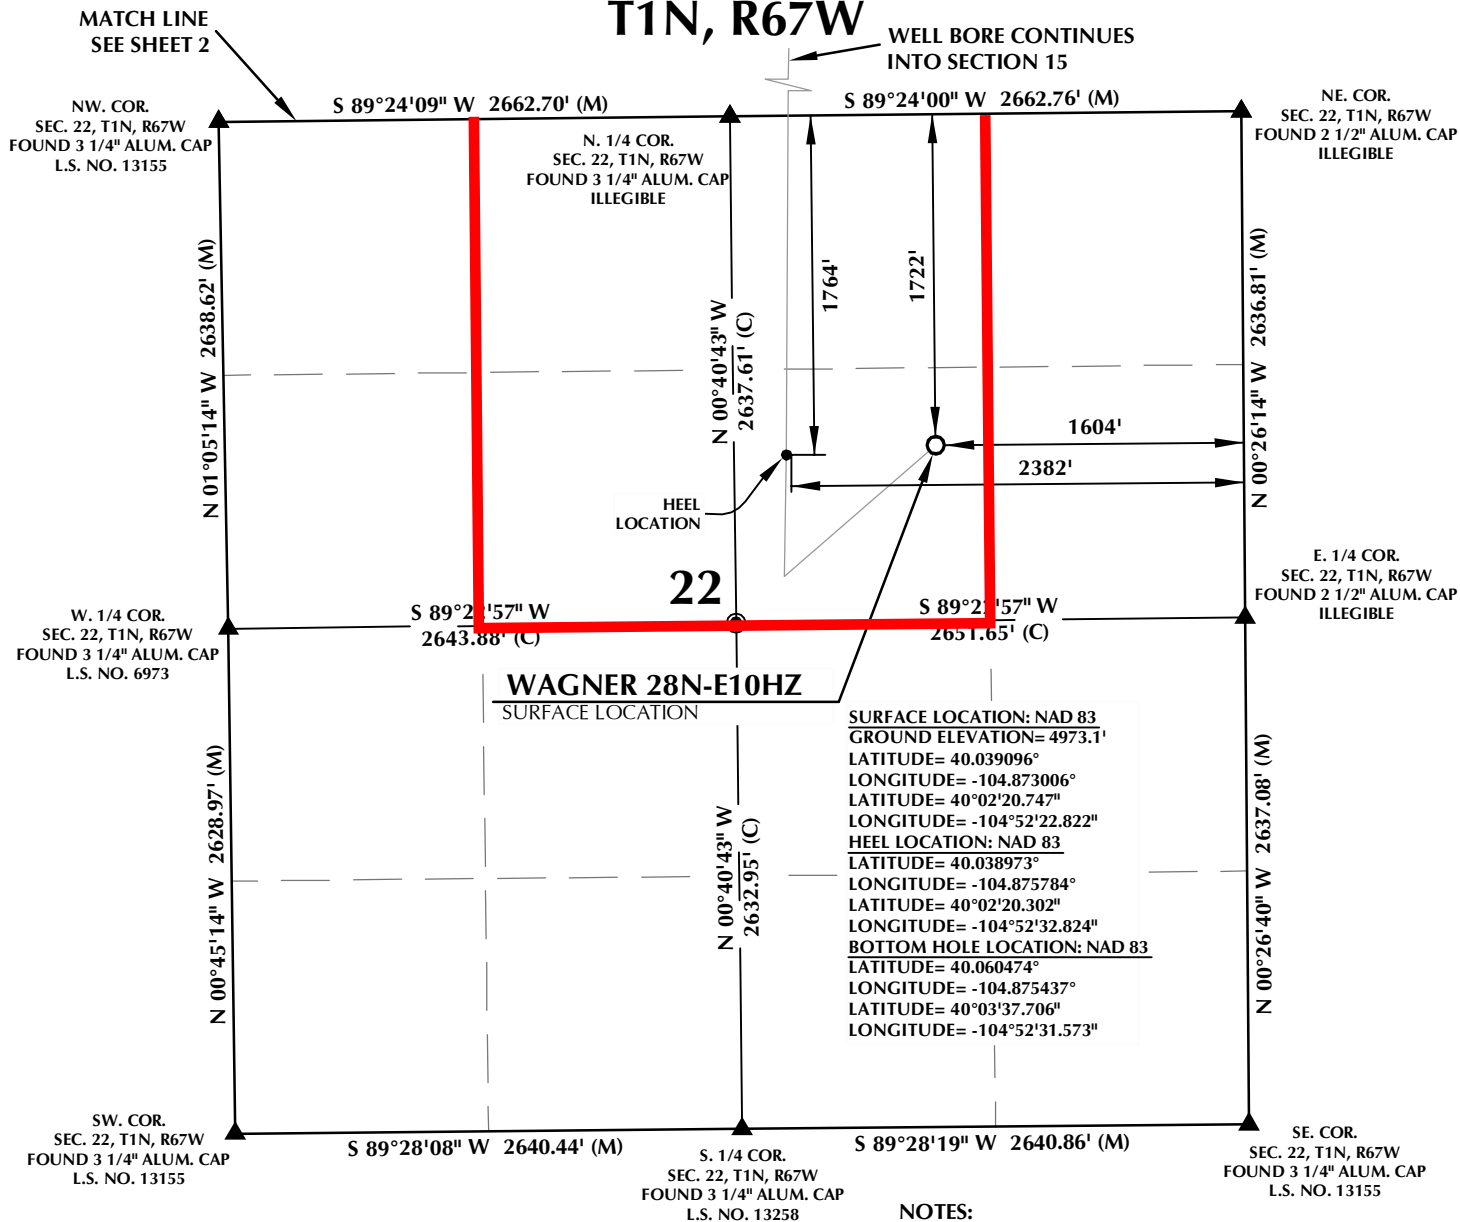 T1N, R67W
MATCH LINE
SEE SHEET 2
WELL BORE CONTINUES
INTO SECTION 15
NW. COR.
SEC. 22, T1N, R67W
FOUND 3 1/4" ALUM. CAP
L.S. NO. 13155
S 89°24'09" W 2662.70' (M)
N. 1/4 COR.
SEC. 22, T1N, R67W
FOUND 3 1/4" ALUM. CAP
ILLEGIBLE
S 89°24'00" W 2662.76' (M)
NE. COR.
SEC. 22, T1N, R67W
FOUND 2 1/2" ALUM. CAP
ILLEGIBLE
N 01°05'14" W 2638.62' (M)
N 00°40'43" W
2637.61' (C)
1764'
1722'
N 00°26'14" W 2636.81' (M)
1604'
2382'
HEEL
LOCATION
22
W. 1/4 COR.
SEC. 22, T1N, R67W
FOUND 3 1/4" ALUM. CAP
L.S. NO. 6973
S 89°22'57" W
2643.88' (C)
S 89°22'57" W
2651.65' (C)
E. 1/4 COR.
SEC. 22, T1N, R67W
FOUND 2 1/2" ALUM. CAP
ILLEGIBLE
WAGNER 28N-E10HZ
SURFACE LOCATION
SURFACE LOCATION: NAD 83
GROUND ELEVATION= 4973.1'
LATITUDE= 40.039096°
LONGITUDE= -104.873006°
LATITUDE= 40°02'20.747"
LONGITUDE= -104°52'22.822"
HEEL LOCATION: NAD 83
LATITUDE= 40.038973°
LONGITUDE= -104.875784°
LATITUDE= 40°02'20.302"
LONGITUDE= -104°52'32.824"
BOTTOM HOLE LOCATION: NAD 83
LATITUDE= 40.060474°
LONGITUDE= -104.875437°
LATITUDE= 40°03'37.706"
LONGITUDE= -104°52'31.573"
N 00°45'14" W 2628.97' (M)
N 00°40'43" W
2632.95' (C)
N 00°26'40" W 2637.08' (M)
SW. COR.
SEC. 22, T1N, R67W
FOUND 3 1/4" ALUM. CAP
L.S. NO. 13155
S 89°28'08" W 2640.44' (M)
S. 1/4 COR.
SEC. 22, T1N, R67W
FOUND 3 1/4" ALUM. CAP
L.S. NO. 13258
S 89°28'19" W 2640.86' (M)
SE. COR.
SEC. 22, T1N, R67W
FOUND 3 1/4" ALUM. CAP
L.S. NO. 13155
NOTES: